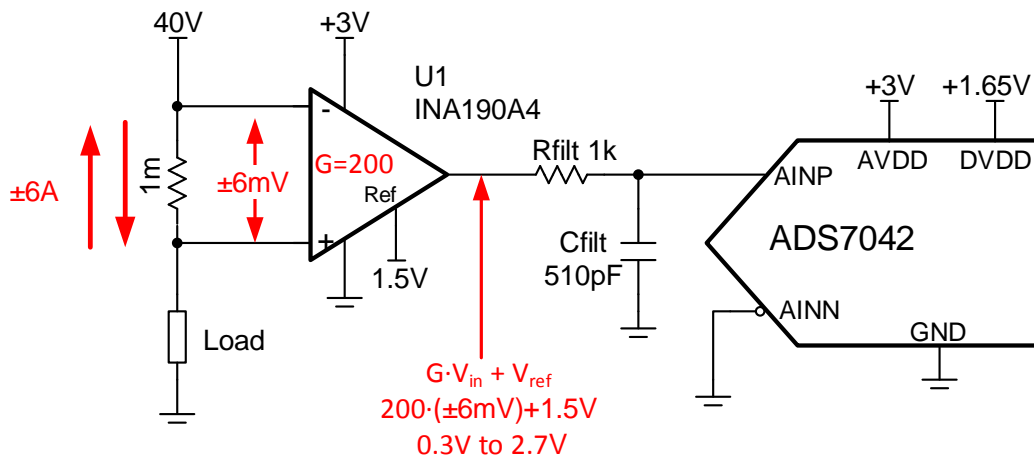 40V
+3V
U1
INA190A4
+3V
+1.65V
-
G=200
Ref
+
1.5V
±6A
1m
±6mV
Rfilt 1k
Cfilt
510pF
AVDD
DVDD
AINP
ADS7042
AINN
GND
Load
G·Vin + Vref
200·(±6mV)+1.5V
0.3V to 2.7V